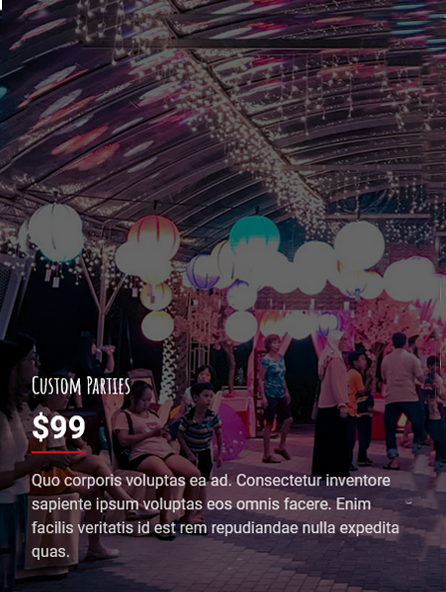 Custom Parties
$99
Quo corporis voluptas ea ad. Consectetur inventore
sapiente ipsum voluptas eos omnis facere. Enim
facilis veritatis id est rem repudiandae nulla expedita
quas.